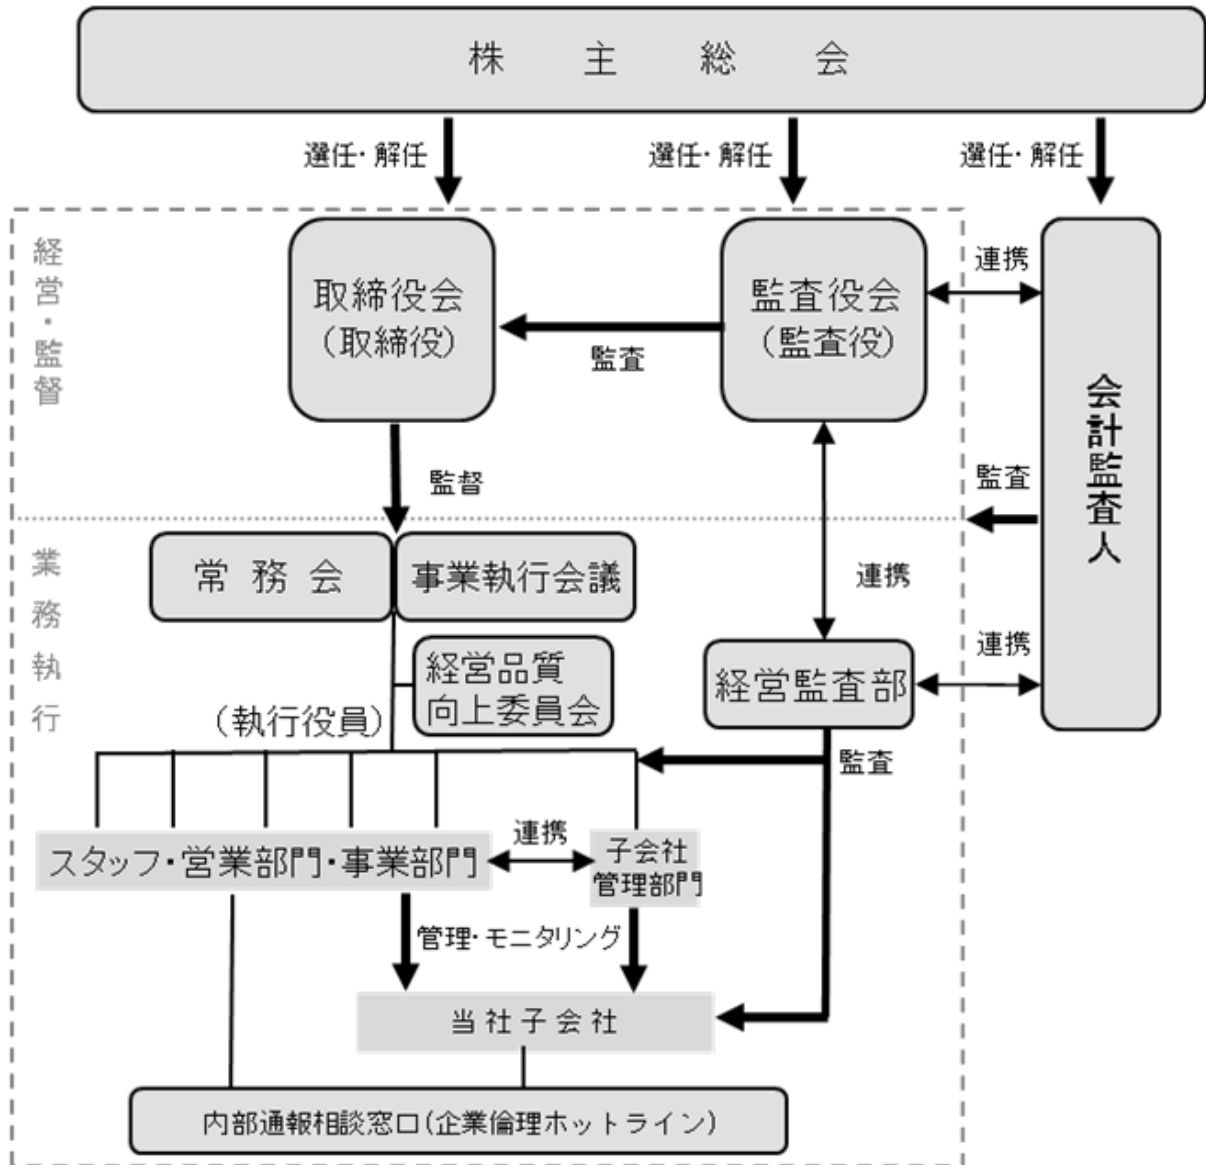 株主総会
選任・解任
選任・解任
選任・解任
経営・監督
取締役会
(取締役)
監査役会
(監査役)
連携
監査
会計監査人
監督
監査
業務執行
常務会
事業執行会議
連携
経営品質
向上委員会
経営監査部
連携
(執行役員)
監査
スタッフ・営業部門・事業部門
連携
子会社
管理部門
管理・モニタリング
当社子会社
内部通報相談窓口(企業倫理ホットライン)